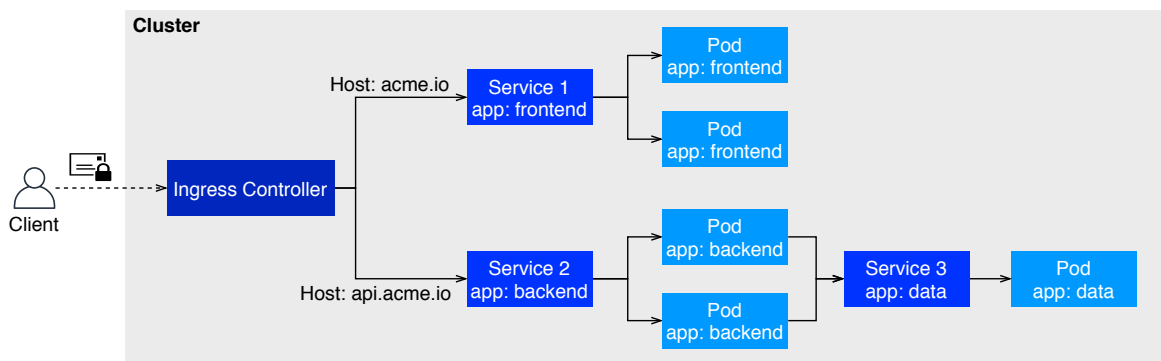 Cluster
Pod
app: frontend
Host: acme.io
Service 1
app: frontend
Pod
app: frontend
Client
Ingress Controller
Pod
app: backend
Host: api.acme.io
Service 2
app: backend
Service 3
app: data
Pod
app: data
Pod
app: backend